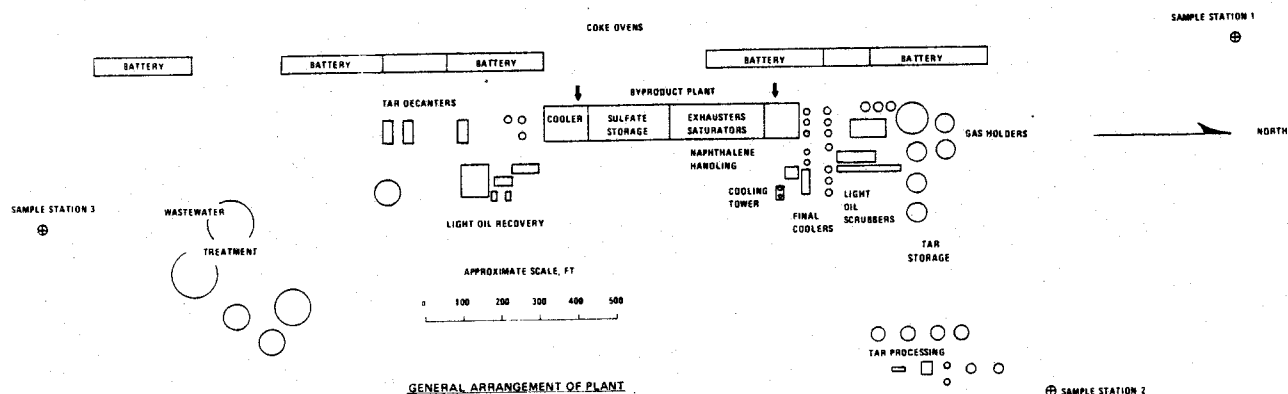 SAMPLE STATION 1
COKE OVENS
BATTERY
BATTERY
BATTERY
BATTERY
BATTERY
BYPRODUCT PLANT
TAR DECANTERS
COOLER
SULFATE
STORAGE
EXHAUSTERS
SATURATORS
GAS HOLDERS
NORTH
NAPHTHALENE
HANDLING
COOLING
TOWER
LIGHT
OIL
SCRUBBERS
FINAL
COOLERS
SAMPLE STATION 3
WASTEWATER
TREATMENT
LIGHT OIL RECOVERY
TAR
STORAGE
APPROXIMATE SCALE, FT
0 100 200 300 400 500
TAR PROCESSING
GENERAL ARRANGEMENT OF PLANT
SAMPLE STATION 2